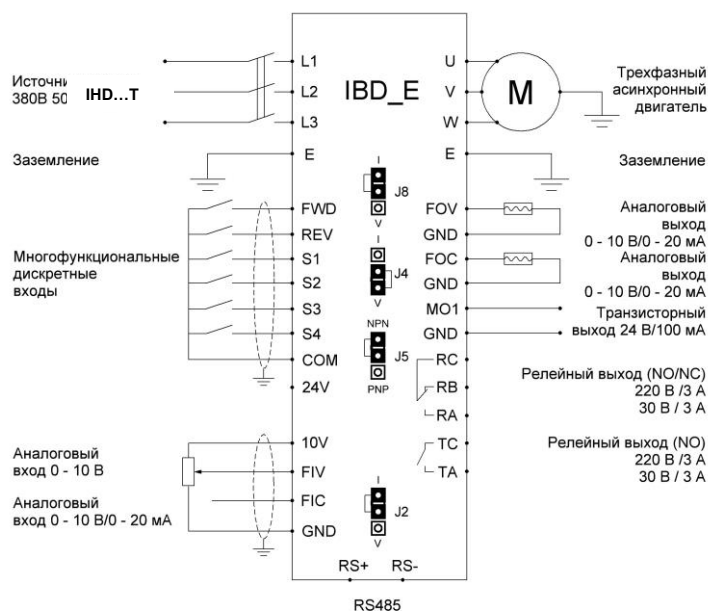 L1
L2
L3
E
Источни
380В 50
IHD...T
Заземление
IBD_E
U
V
W
E
M
Трехфазный
асинхронный
двигатель
Заземление
FWD
REV
S1
S2
S3
S4
COM
24V
Многофункциональные
дискретные
входы
I
J8
V
I
J4
V
NPN
J5
PNP
FOV
GND
FOC
GND
MO1
GND
RC
RB
RA
TC
TA
Аналоговый
выход
0 - 10 В/0 - 20 мА
Аналоговый
выход
0 - 10 В/0 - 20 мА
Транзисторный
выход 24 В/100 мА
Релейный выход (NO/NC)
220 В /3 А
30 В / 3 А
Релейный выход (NO)
220 В /3 А
30 В / 3 А
10V
FIV
FIC
GND
Аналоговый
вход 0 - 10 В
Аналоговый
вход 0 - 10 В/0 - 20 мА
I
J2
V
RS+ RS-
RS485